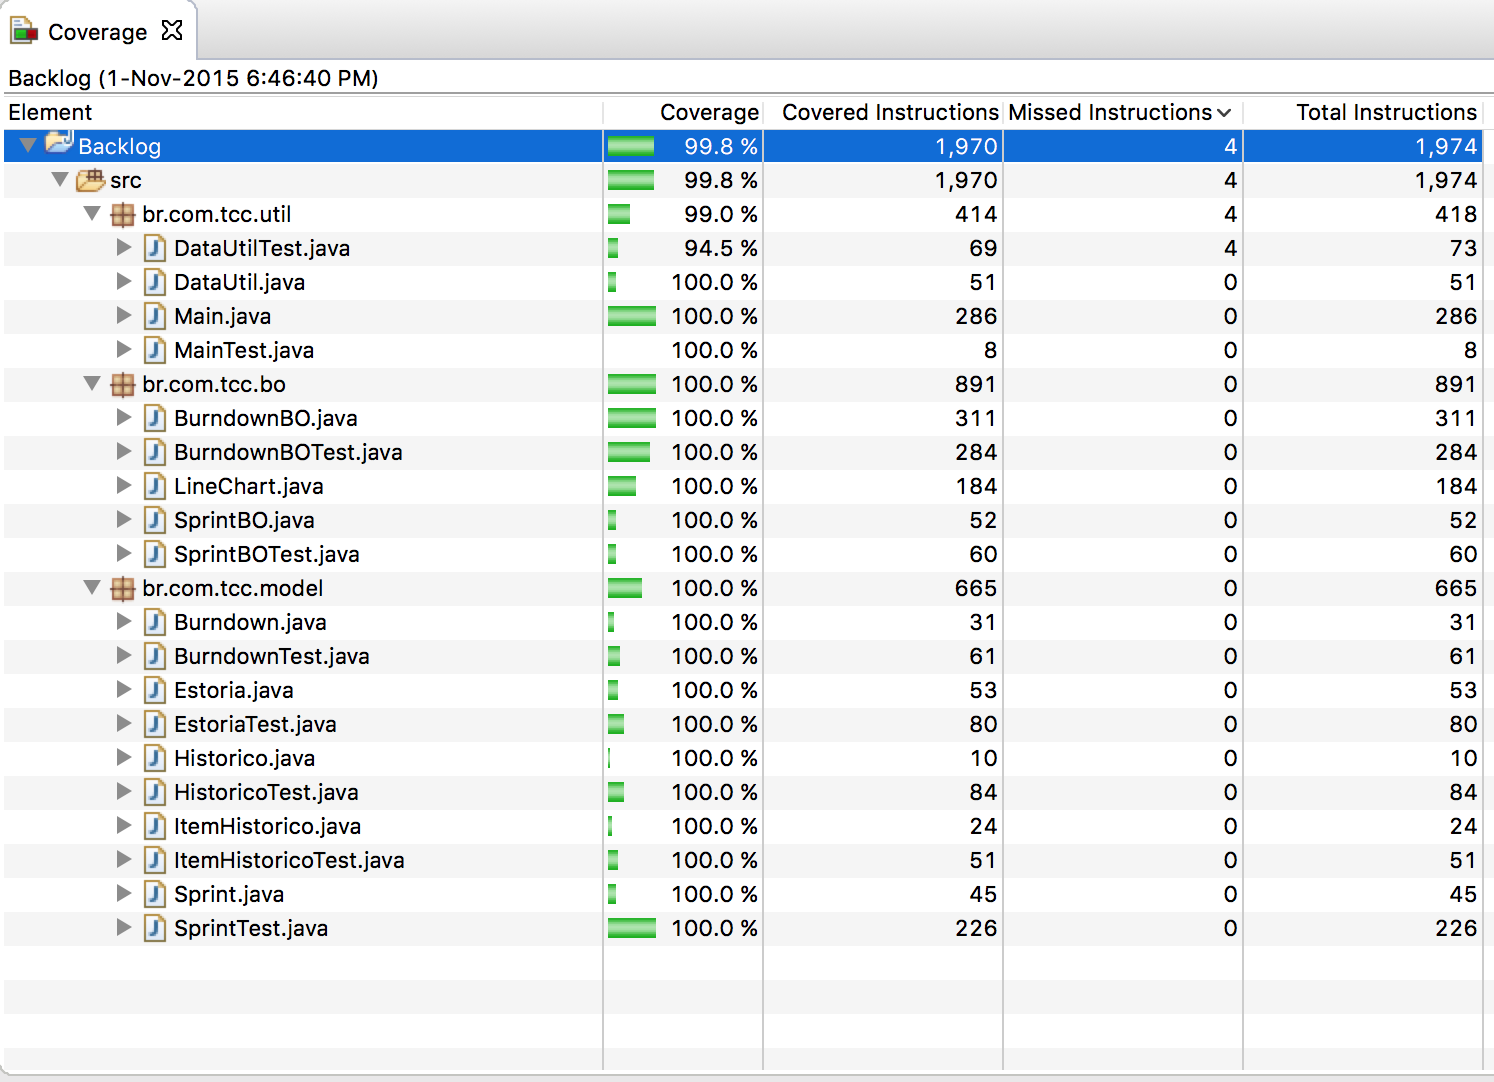 Coverage
Backlog (1-Nov-2015 6:46:40 PM)
Element Coverage Covered Instructions Missed Instructions Total Instructions
Backlog 99.8 % 1,970 4 1,974
src 99.8 % 1,970 4 1,974
br.com.tcc.util 99.0 % 414 4 418
DataUtilTest.java 94.5 % 69 4 73
DataUtil.java 100.0 % 51 0 51
Main.java 100.0 % 286 0 286
MainTest.java 100.0 % 8 0 8
br.com.tcc.bo 100.0 % 891 0 891
BurndownBO.java 100.0 % 311 0 311
BurndownBOTest.java 100.0 % 284 0 284
LineChart.java 100.0 % 184 0 184
SprintBO.java 100.0 % 52 0 52
SprintBOTest.java 100.0 % 60 0 60
br.com.tcc.model 100.0 % 665 0 665
Burndown.java 100.0 % 31 0 31
BurndownTest.java 100.0 % 61 0 61
Estoria.java 100.0 % 53 0 53
EstoriaTest.java 100.0 % 80 0 80
Historico.java 100.0 % 10 0 10
HistoricoTest.java 100.0 % 84 0 84
ItemHistorico.java 100.0 % 24 0 24
ItemHistoricoTest.java 100.0 % 51 0 51
Sprint.java 100.0 % 45 0 45
SprintTest.java 100.0 % 226 0 226